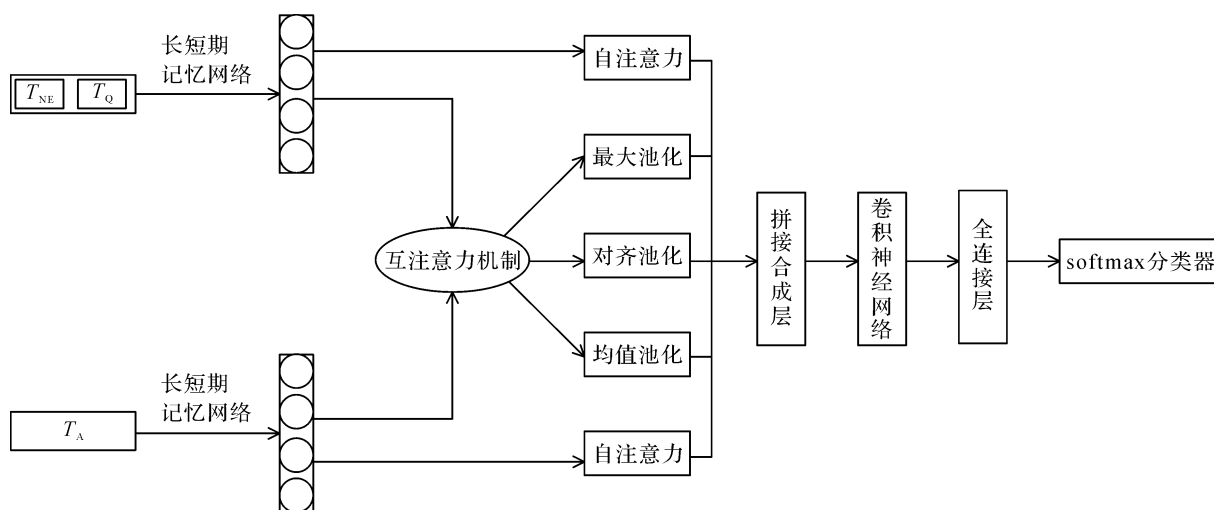 长短期
记忆网络
T_NE
T_Q
自注意力
最大池化
互注意力机制
对齐池化
均值池化
拼接合成层
卷积神经网络
全连接层
softmax分类器
长短期
记忆网络
T_A
自注意力